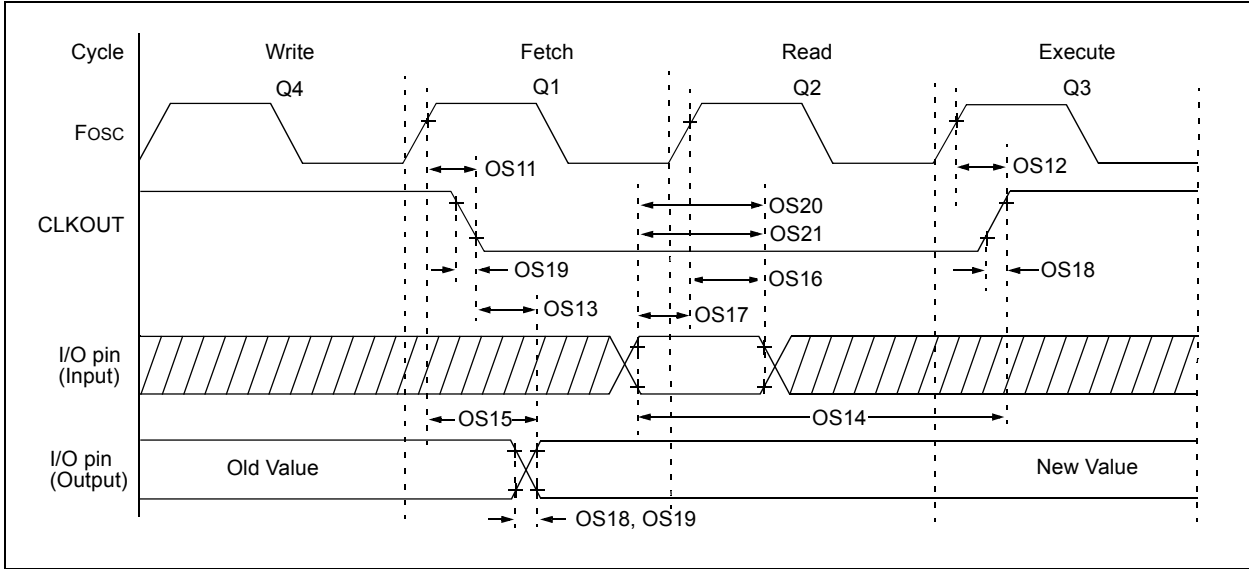 Cycle Write Fetch Read Execute
Q4 Q1 Q2 Q3
FOSC
OS11 OS12
OS20
CLKOUT
OS21
OS19 OS16 OS18
OS13 OS17
I/O pin
(Input)
OS15 OS14
I/O pin
(Output)
Old Value New Value
OS18, OS19